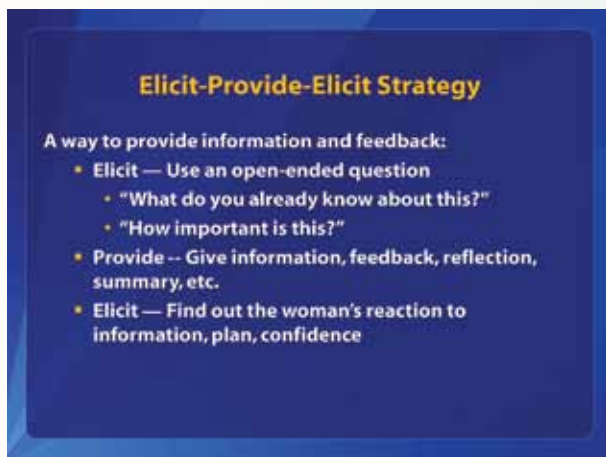 Elicit-Provide-Elicit Strategy
A way to provide information and feedback:
▪ Elicit — Use an open-ended question
• "What do you already know about this?"
• "How important is this?"
▪ Provide -- Give information, feedback, reflection,
summary, etc.
▪ Elicit — Find out the woman's reaction to
information, plan, confidence